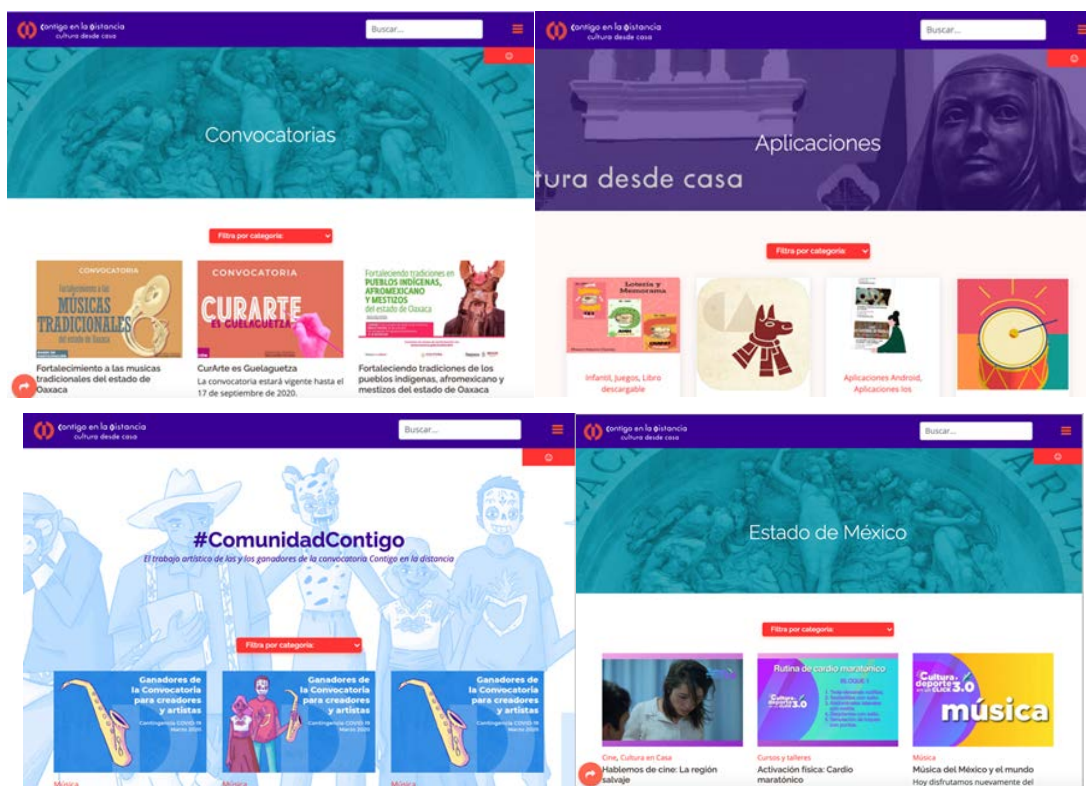 Contigo en la Distancia
cultura desde casa
Buscar...
Convocatorias
Filtra por categoría:
CONVOCATORIA
Fortalecimiento a las
MÚSICAS
TRADICIONALES
del estado de Oaxaca
Fortalecimiento a las musicas
tradicionales del estado de
Oaxaca
CONVOCATORIA
CURARTE
ES GUELAGUETZA
CurArte es Guelaguetza
La convocatoria estará vigente hasta el
17 de septiembre de 2020.
Fortaleciendo tradiciones en
PUEBLOS INDÍGENAS,
AFROMEXICANO
Y MESTIZOS
del estado de Oaxaca
Fortaleciendo tradiciones de los
pueblos indígenas, afromexicano y
mestizos del estado de Oaxaca
Contigo en la Distancia
cultura desde casa
Buscar...
Aplicaciones
tura desde casa
Filtra por categoría:
Lotería y
Memorama
Infantil, Juegos, Libro
descargable
Aplicaciones Android,
Aplicaciones Ios
Contigo en la Distancia
cultura desde casa
Buscar...
#ComunidadContigo
El trabajo artístico de las y los ganadores de la convocatoria Contigo en la distancia
Filtra por categoría:
Ganadores de
la Convocatoria
para creadores
y artistas
Contingencia COVID-19
Marzo 2020
Música
Ganadores de
la Convocatoria
para creadores
y artistas
Contingencia COVID-19
Marzo 2020
Música
Ganadores de
la Convocatoria
para creadores
y artistas
Contingencia COVID-19
Marzo 2020
Música
Contigo en la Distancia
cultura desde casa
Buscar...
Estado de México
Filtra por categoría:
Cine, Cultura en Casa
Hablemos de cine: La región
salvaje
Rutina de cardio maratónico
BLOQUE 1
Cultura y
deporte
en un CLICK 3.0
Cursos y talleres
Activación física: Cardio
maratónico
Cultura y
deporte
en un CLICK 3.0
música
Música
Música del México y el mundo
Hoy disfrutamos nuevamente del